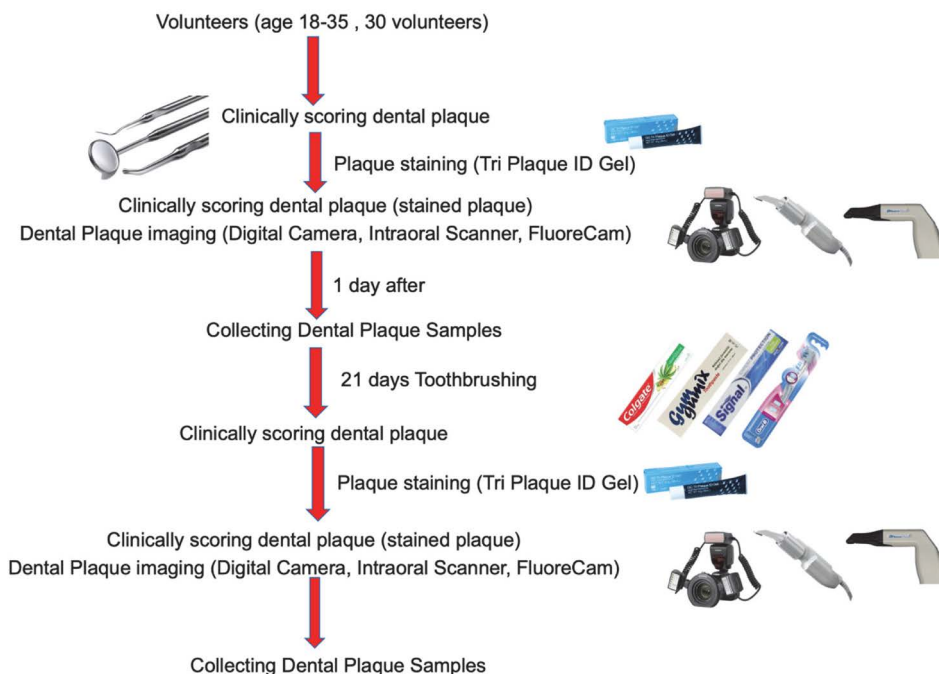 Volunteers (age 18-35 , 30 volunteers)
Clinically scoring dental plaque
Plaque staining (Tri Plaque ID Gel)
Clinically scoring dental plaque (stained plaque)
Dental Plaque imaging (Digital Camera, Intraoral Scanner, FluoreCam)
1 day after
Collecting Dental Plaque Samples
21 days Toothbrushing
Colgate
Gym
gumix
Signal
Clinically scoring dental plaque
Plaque staining (Tri Plaque ID Gel)
Clinically scoring dental plaque (stained plaque)
Dental Plaque imaging (Digital Camera, Intraoral Scanner, FluoreCam)
Collecting Dental Plaque Samples